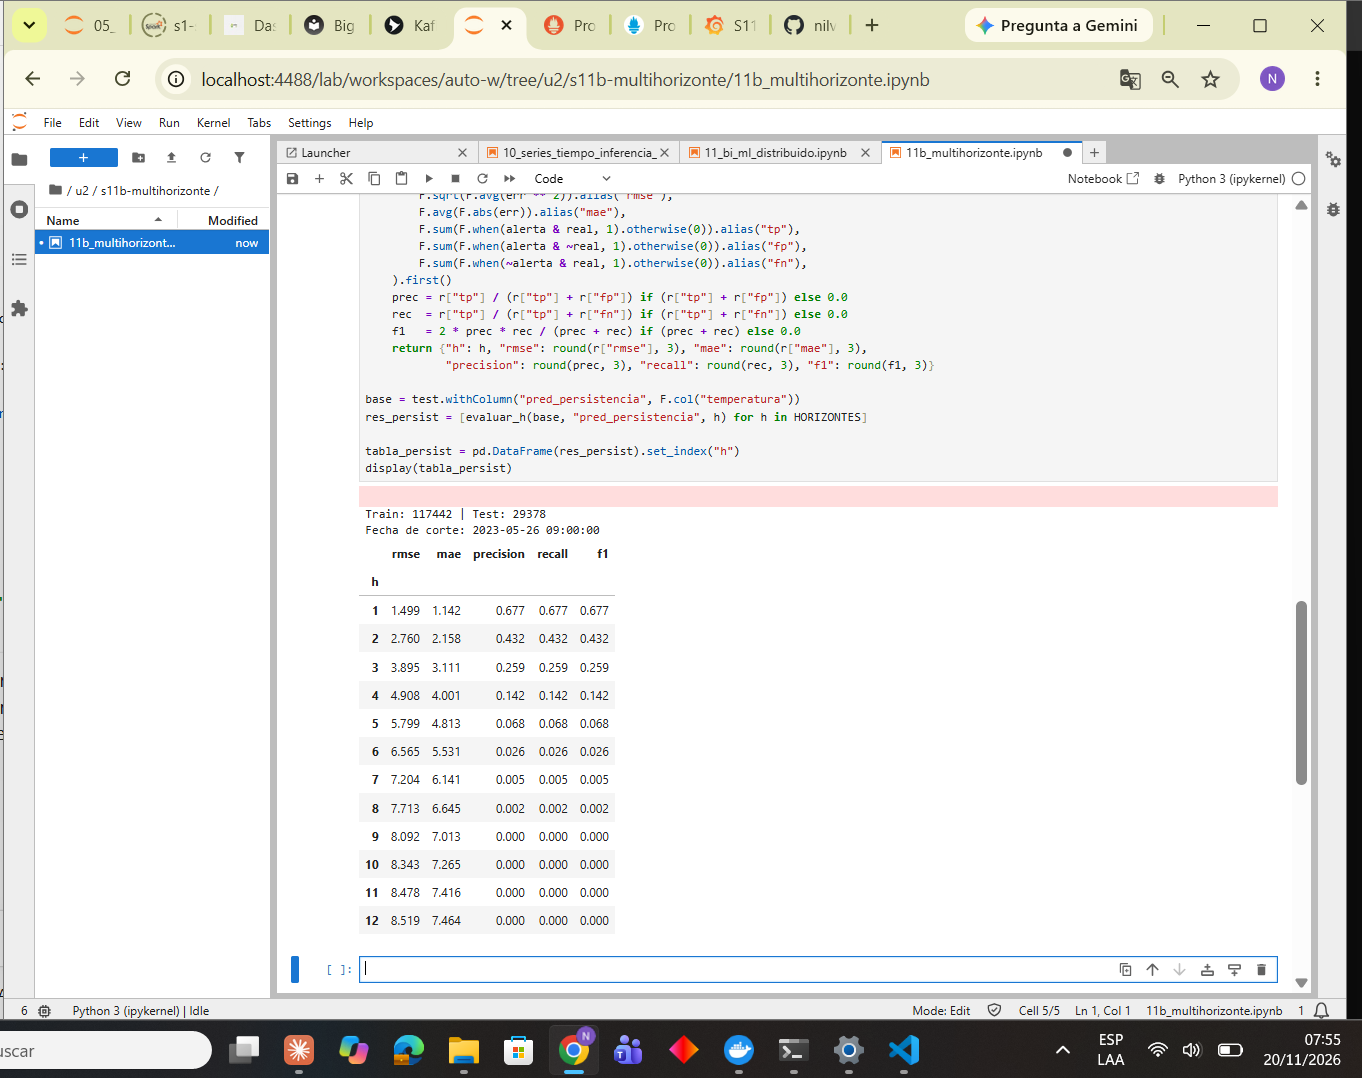 05_
s1-
Das
Big
Kaf
Pro
Pro
S11
nilv
Pregunta a Gemini
localhost:4488/lab/workspaces/auto-w/tree/u2/s11b-multihorizonte/11b_multihorizonte.ipynb
N
File Edit View Run Kernel Tabs Settings Help
Launcher
10_series_tiempo_inferencia_
11_bi_ml_distribuido.ipynb
11b_multihorizonte.ipynb
Code
Notebook
Python 3 (ipykernel)
/ u2 / s11b-multihorizonte /
Name Modified
11b_multihorizont... now
F.sqrt(F.avg(err ** 2)).alias("rmse"),
F.avg(F.abs(err)).alias("mae"),
F.sum(F.when(alerta & real, 1).otherwise(0)).alias("tp"),
F.sum(F.when(alerta & ~real, 1).otherwise(0)).alias("fp"),
F.sum(F.when(~alerta & real, 1).otherwise(0)).alias("fn"),
).first()
prec = r["tp"] / (r["tp"] + r["fp"]) if (r["tp"] + r["fp"]) else 0.0
rec  = r["tp"] / (r["tp"] + r["fn"]) if (r["tp"] + r["fn"]) else 0.0
f1   = 2 * prec * rec / (prec + rec) if (prec + rec) else 0.0
return {"h": h, "rmse": round(r["rmse"], 3), "mae": round(r["mae"], 3),
"precision": round(prec, 3), "recall": round(rec, 3), "f1": round(f1, 3)}
base = test.withColumn("pred_persistencia", F.col("temperatura"))
res_persist = [evaluar_h(base, "pred_persistencia", h) for h in HORIZONTES]
tabla_persist = pd.DataFrame(res_persist).set_index("h")
display(tabla_persist)
Train: 117442 | Test: 29378
Fecha de corte: 2023-05-26 09:00:00
rmse mae precision recall f1
h
1 1.499 1.142 0.677 0.677 0.677
2 2.760 2.158 0.432 0.432 0.432
3 3.895 3.111 0.259 0.259 0.259
4 4.908 4.001 0.142 0.142 0.142
5 5.799 4.813 0.068 0.068 0.068
6 6.565 5.531 0.026 0.026 0.026
7 7.204 6.141 0.005 0.005 0.005
8 7.713 6.645 0.002 0.002 0.002
9 8.092 7.013 0.000 0.000 0.000
10 8.343 7.265 0.000 0.000 0.000
11 8.478 7.416 0.000 0.000 0.000
12 8.519 7.464 0.000 0.000 0.000
[ ]:
6 Python 3 (ipykernel) | Idle
Mode: Edit Cell 5/5 Ln 1, Col 1 11b_multihorizonte.ipynb 1
uscar
N
ESP
LAA
07:55
20/11/2026